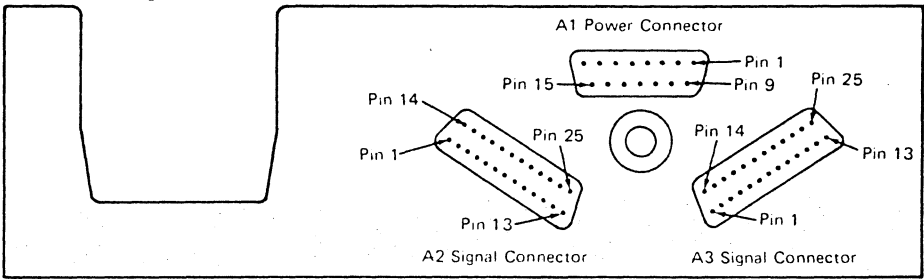 A1 Power Connector
Pin 1
Pin 15
Pin 9
Pin 25
Pin 14
Pin 25
Pin 14
Pin 1
Pin 13
Pin 13
Pin 1
A2 Signal Connector
A3 Signal Connector